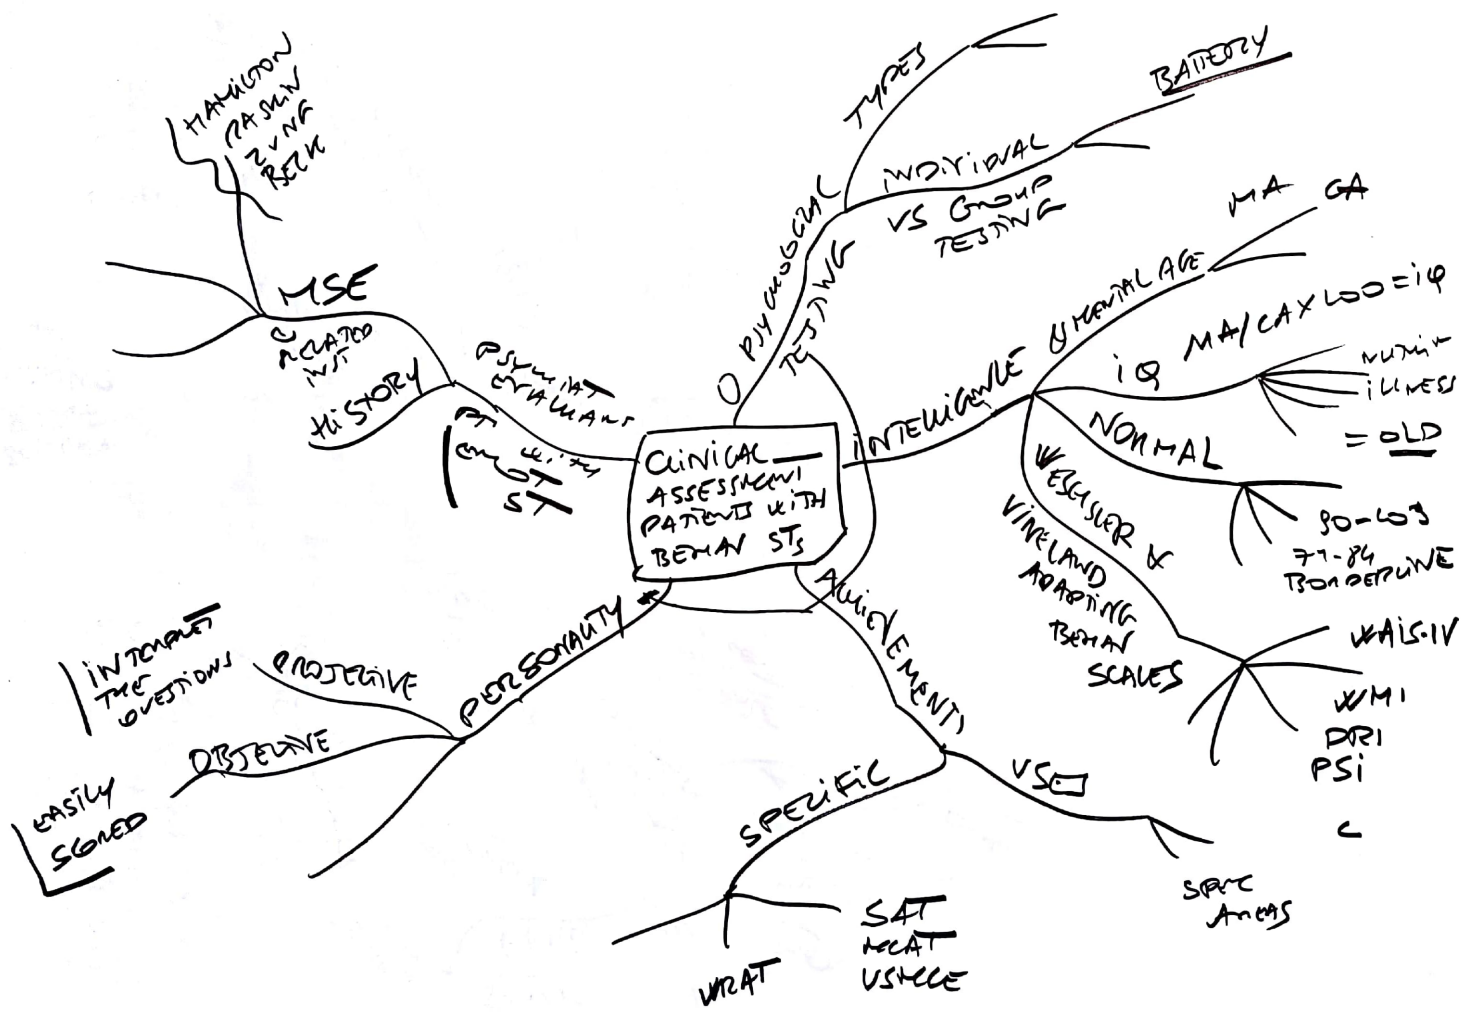 HAMILTON
RASKIN
ZUNG
BECK
MSE
& RELATED
INST
HISTORY
PSYCHIAT
EVALUANS
PT
ST
O PSYCHOLOGICAL
TESTING
TYPES
BATTERY
INDIVIDUAL
VS GROUP
TESTING
CLINICAL
ASSESSMENT
PATIENTS WITH
BEHAV STs
INTELLIGENCE
& MENTAL AGE
MA CA
IQ
MA/CA X 100 = IQ
ILLNESS
= OLD
NORMAL
90-109
71-84
BORDERLINE
WECHSLER &
VINELAND
ADAPTING
BEHAV
SCALES
WAIS-IV
WMI
PRI
PSI
C
ACHIEVEMENTS
VS
SPEC
AREAS
SPECIFIC
SAT
MCAT
USMLE
WRAT
PERSONALITY
PROJECTIVE
INTERPRET
THE
QUESTIONS
OBJECTIVE
EASILY
SCORED